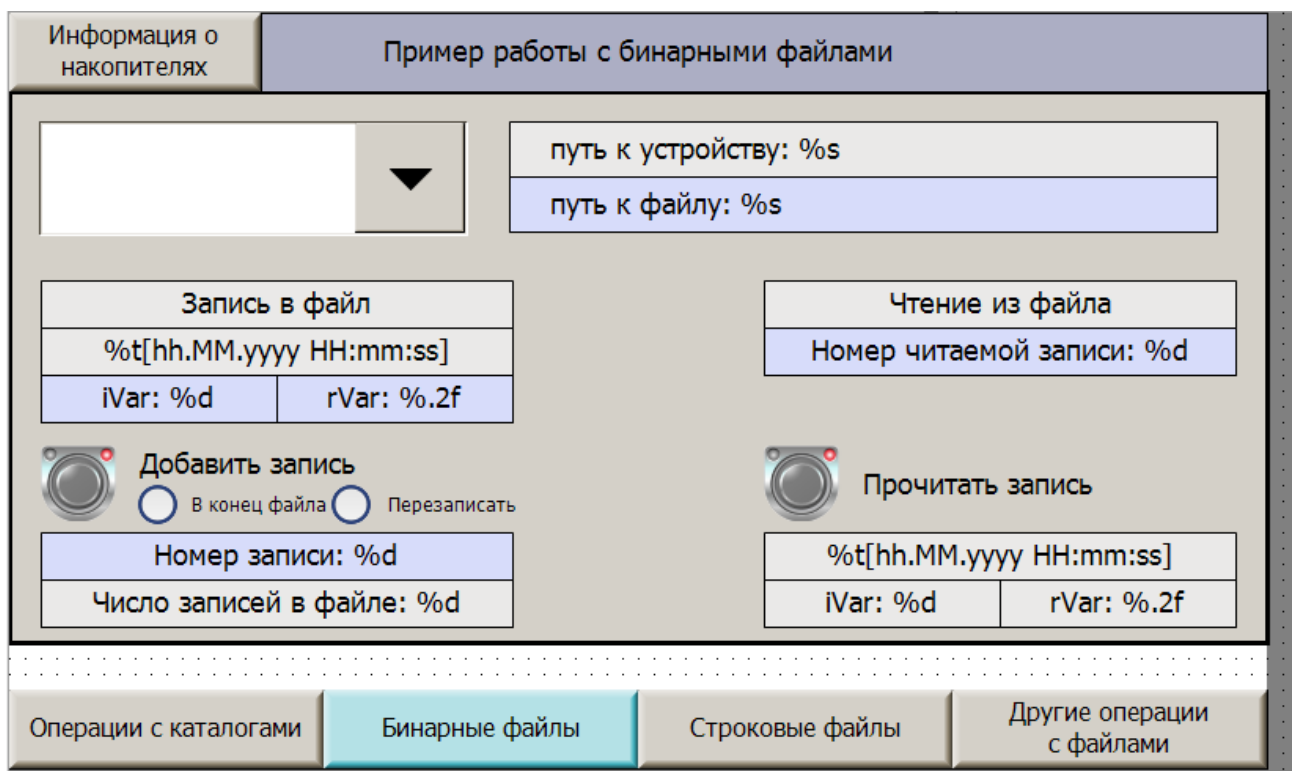 Информация о
накопителях
Пример работы с бинарными файлами
путь к устройству: %s
путь к файлу: %s
Запись в файл
%t[hh.MM.yyyy HH:mm:ss]
iVar: %d
rVar: %.2f
Добавить запись
В конец файла
Перезаписать
Номер записи: %d
Число записей в файле: %d
Чтение из файла
Номер читаемой записи: %d
Прочитать запись
%t[hh.MM.yyyy HH:mm:ss]
iVar: %d
rVar: %.2f
Операции с каталогами
Бинарные файлы
Строковые файлы
Другие операции
с файлами